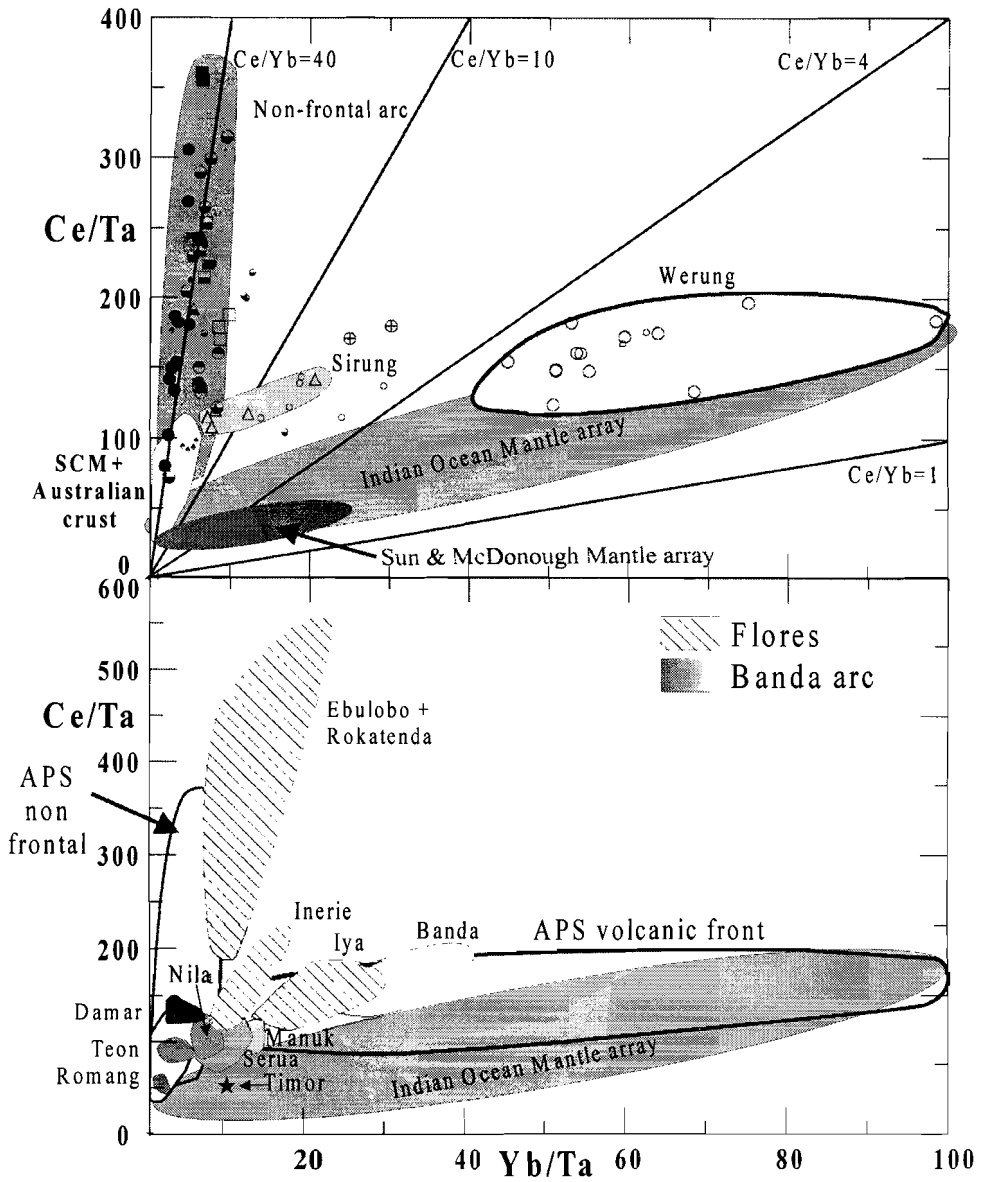 400
Ce/Yb=40
Ce/Yb=10
Ce/Yb=4
Non-frontal arc
300
Ce/Ta
Werung
200
Sirung
100
Indian Ocean Mantle array
SCM+
Australian
crust
Ce/Yb=1
0
Sun & McDonough Mantle array
600
Flores
500
Banda arc
Ce/Ta
Ebulobo +
Rokatenda
400
APS
non
frontal
300
200
Inerie
Iya
Banda
APS volcanic front
Nila
Damar
Manuk
Teon
Serua
Romang
Timor
Indian Ocean Mantle array
0
20
40
Yb/Ta
60
80
100